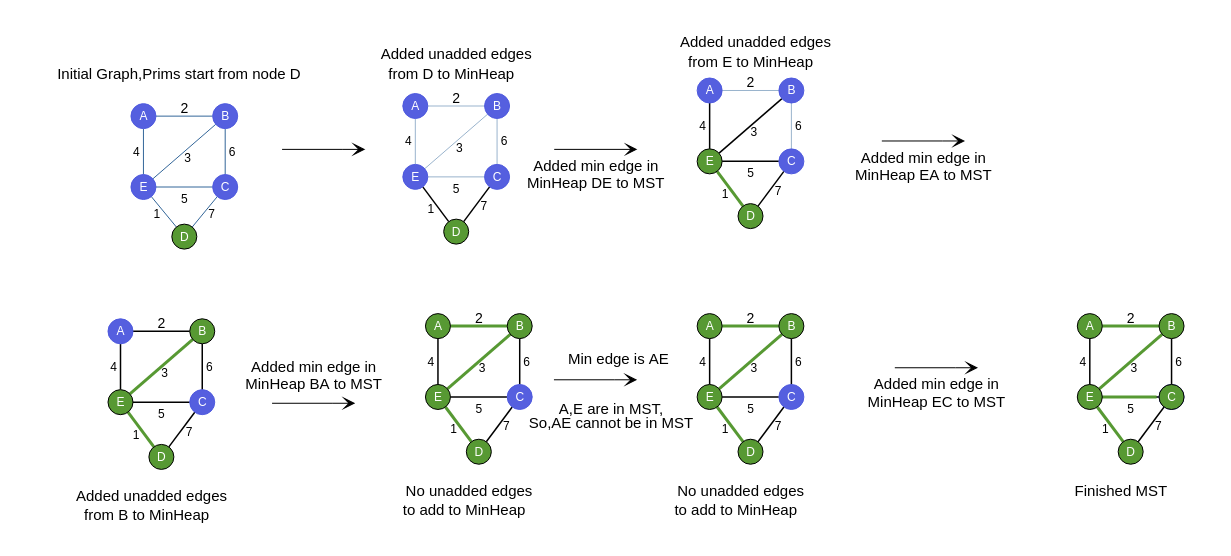 Initial Graph,Prims start from node D
A
2
B
4
3
6
E
5
C
1
7
D
Added unadded edges
from D to MinHeap
A
2
B
4
3
6
E
5
C
1
7
D
Added min edge in
MinHeap DE to MST
Added unadded edges
from E to MinHeap
A
2
B
4
3
6
E
5
C
1
7
D
Added min edge in
MinHeap EA to MST
A
2
B
4
3
6
E
5
C
1
7
D
Added unadded edges
from B to MinHeap
Added min edge in
MinHeap BA to MST
A
2
B
4
3
6
E
5
C
1
7
D
No unadded edges
to add to MinHeap
Min edge is AE
A,E are in MST,
So,AE cannot be in MST
A
2
B
4
3
6
E
5
C
1
7
D
No unadded edges
to add to MinHeap
Added min edge in
MinHeap EC to MST
A
2
B
4
3
6
E
5
C
1
7
D
Finished MST